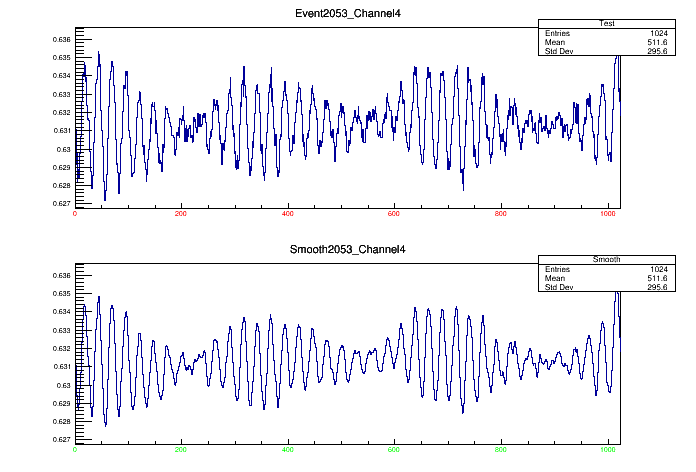 Event2053_Channel4
Test
Entries 1024
Mean 511.6
Std Dev 295.6
0.636
0.635
0.634
0.633
0.632
0.631
0.63
0.629
0.628
0.627
0 200 400 600 800 1000
Smooth2053_Channel4
Smooth
Entries 1024
Mean 511.6
Std Dev 295.6
0.636
0.635
0.634
0.633
0.632
0.631
0.63
0.629
0.628
0.627
0 200 400 600 800 1000